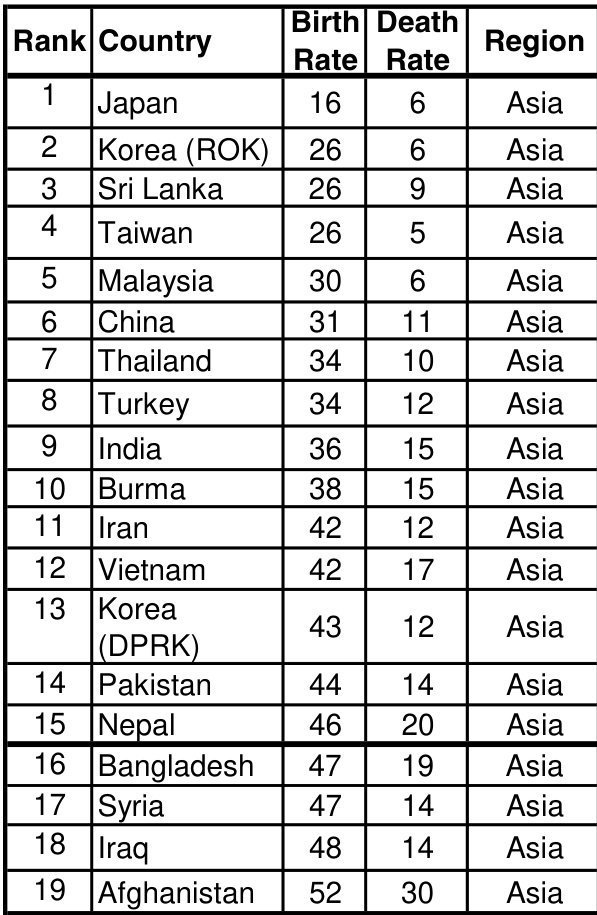 Rank Country Birth Rate Death Rate Region
1 Japan 16 6 Asia
2 Korea (ROK) 26 6 Asia
3 Sri Lanka 26 9 Asia
4 Taiwan 26 5 Asia
5 Malaysia 30 6 Asia
6 China 31 11 Asia
7 Thailand 34 10 Asia
8 Turkey 34 12 Asia
9 India 36 15 Asia
10 Burma 38 15 Asia
11 Iran 42 12 Asia
12 Vietnam 42 17 Asia
13 Korea (DPRK) 43 12 Asia
14 Pakistan 44 14 Asia
15 Nepal 46 20 Asia
16 Bangladesh 47 19 Asia
17 Syria 47 14 Asia
18 Iraq 48 14 Asia
19 Afghanistan 52 30 Asia